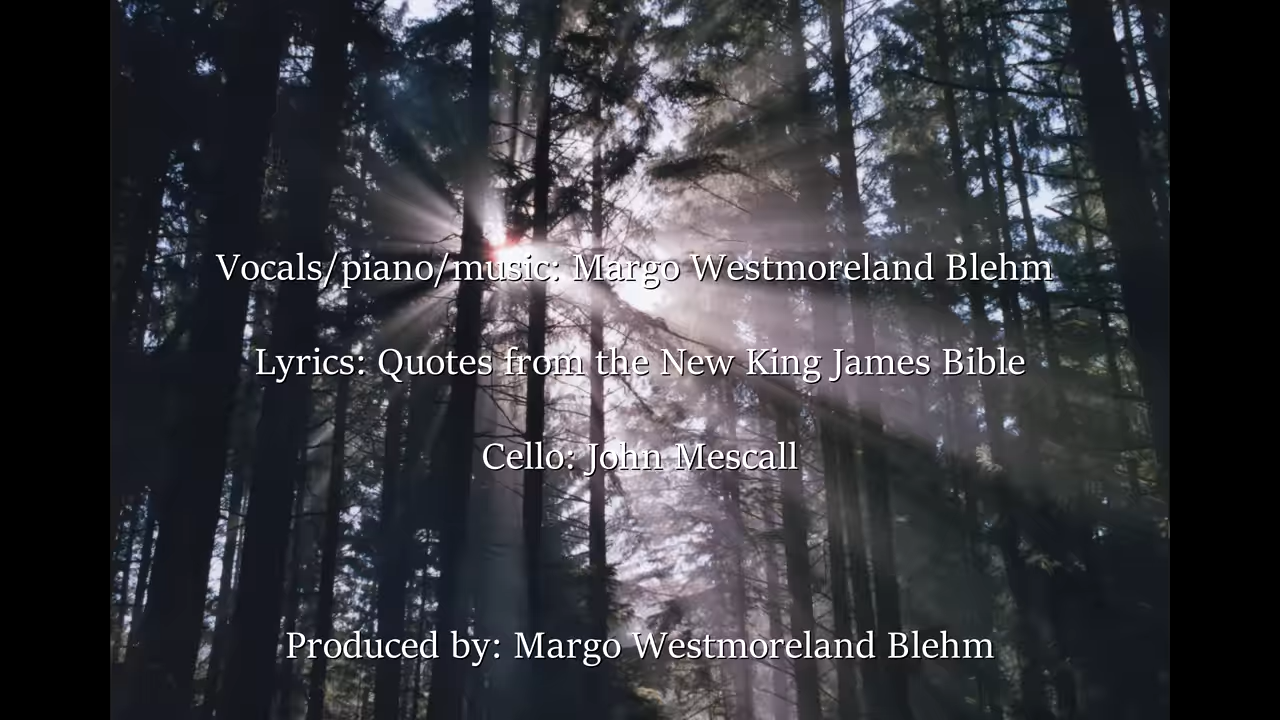 Vocals/piano/music: Margo Westmoreland Blehm
Lyrics: Quotes from the New King James Bible
Cello: John Mescall
Produced by: Margo Westmoreland Blehm